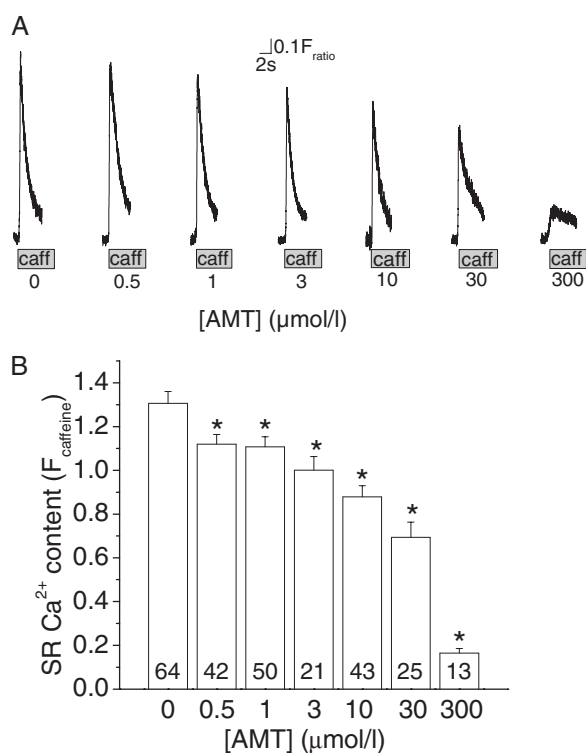 A
0.1F_ratio
2s
caff caff caff caff caff caff caff
0 0.5 1 3 10 30 300
[AMT] (µmol/l)
B
SR Ca²⁺ content (F_caffeine)
1.4
1.2
1.0
0.8
0.6
0.4
0.2
0.0
* * * * * *
64 42 50 21 43 25 13
0 0.5 1 3 10 30 300
[AMT] (µmol/l)